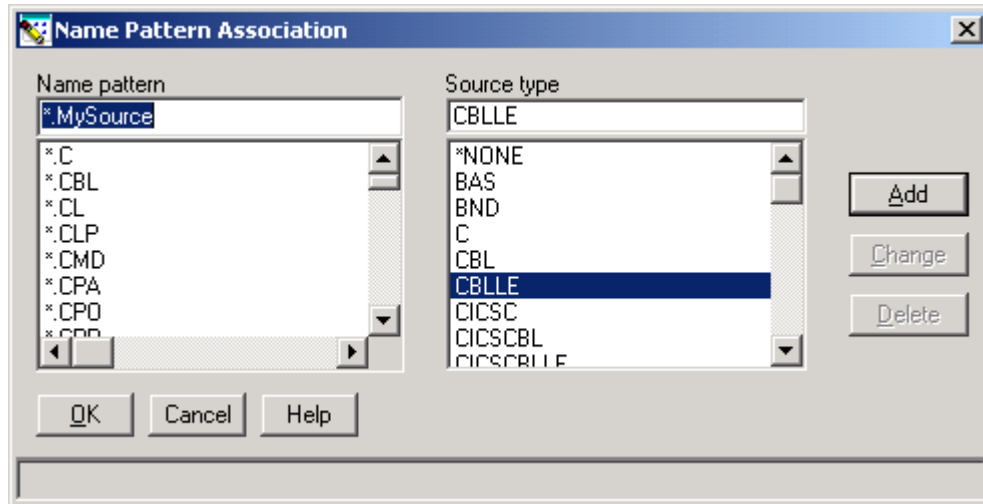 Name Pattern Association
Name pattern
Source type
*.MySource
CBLLE
*.C
*.CBL
*.CL
*.CLP
*.CMD
*.CPA
*.CPO
*NONE
BAS
BND
C
CBL
CBLLE
CICSC
CICSCBL
CICSCBLLE
Add
Change
Delete
OK
Cancel
Help